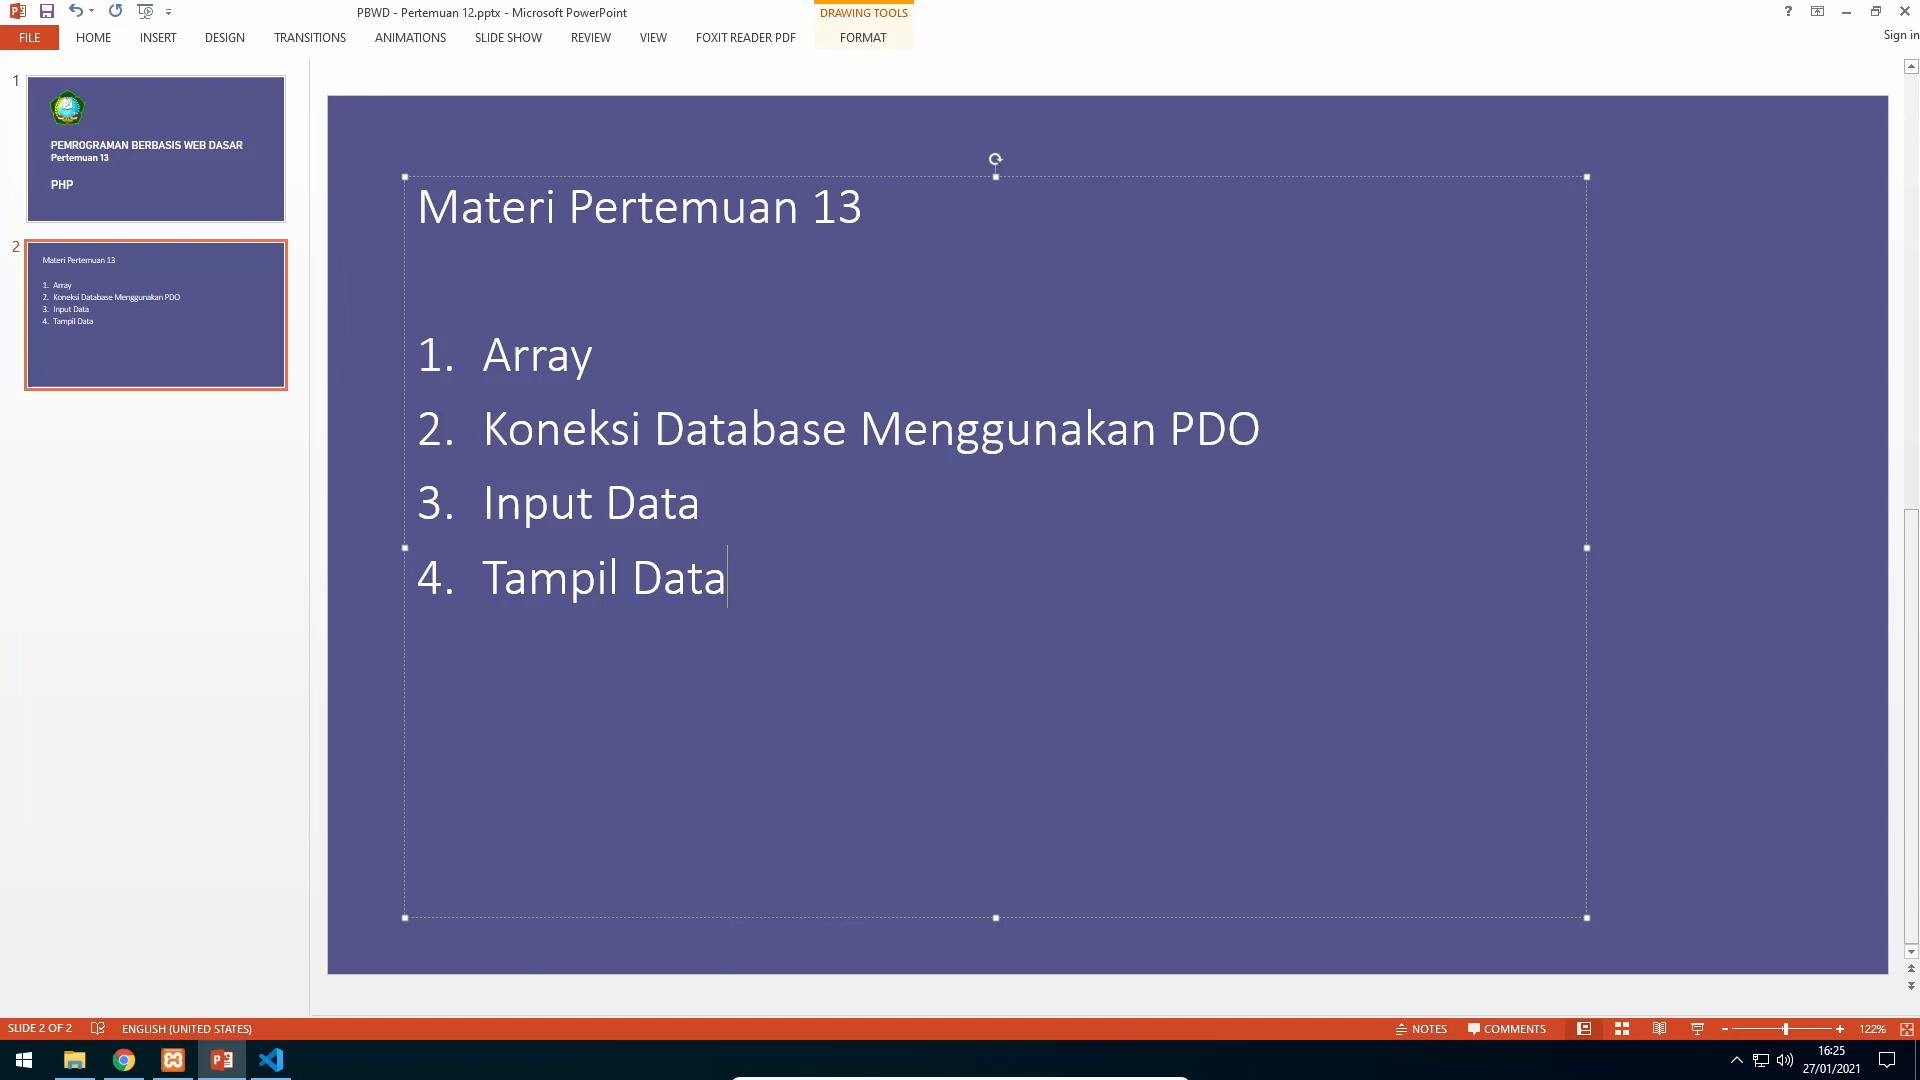 PBWD - Pertemuan 12.pptx - Microsoft PowerPoint
DRAWING TOOLS
?
FILE
HOME
INSERT
DESIGN
TRANSITIONS
ANIMATIONS
SLIDE SHOW
REVIEW
VIEW
FOXIT READER PDF
FORMAT
Sign in
1
PEMROGRAMAN BERBASIS WEB DASAR
Pertemuan 13
PHP
2
Materi Pertemuan 13
1. Array
2. Koneksi Database Menggunakan PDO
3. Input Data
4. Tampil Data
Materi Pertemuan 13
1. Array
2. Koneksi Database Menggunakan PDO
3. Input Data
4. Tampil Data
SLIDE 2 OF 2
ENGLISH (UNITED STATES)
NOTES
COMMENTS
122%
16:25
27/01/2021